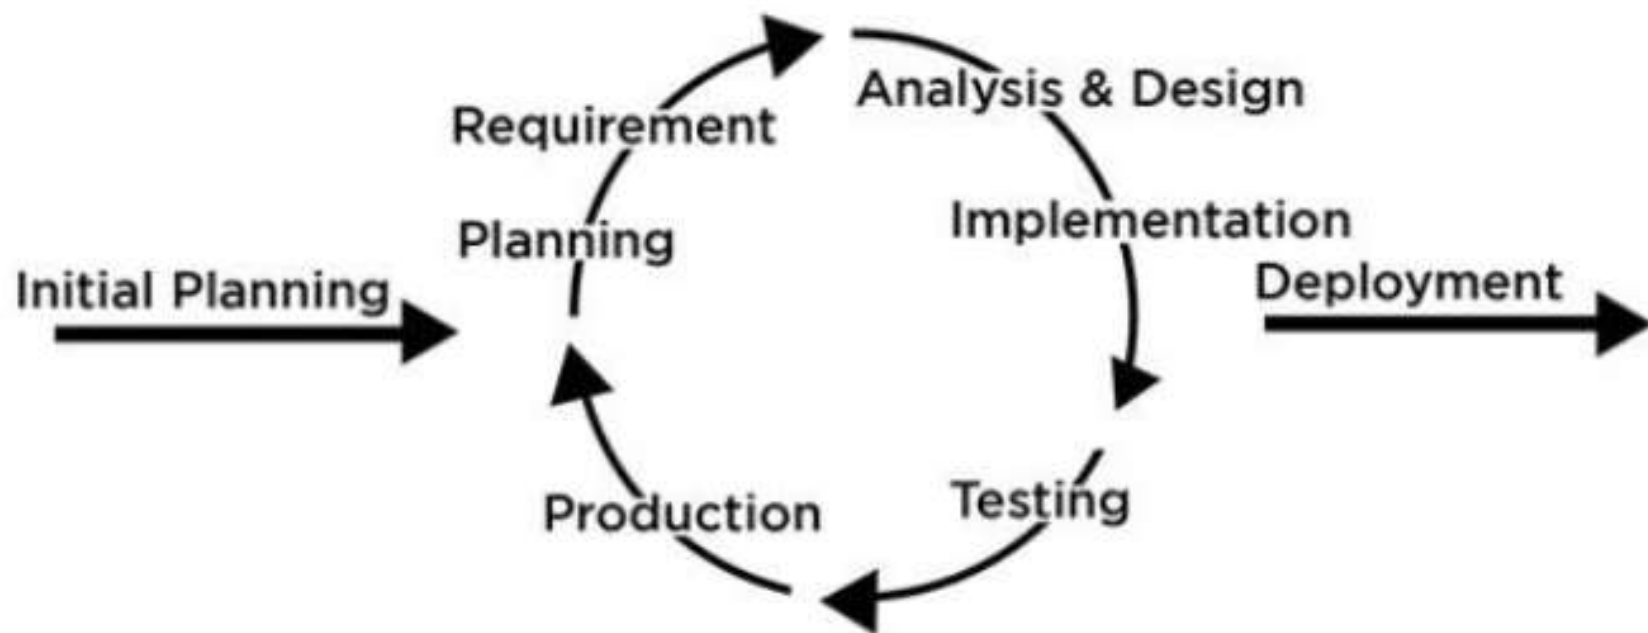 Initial Planning
Planning
Requirement
Analysis & Design
Implementation
Deployment
Testing
Production